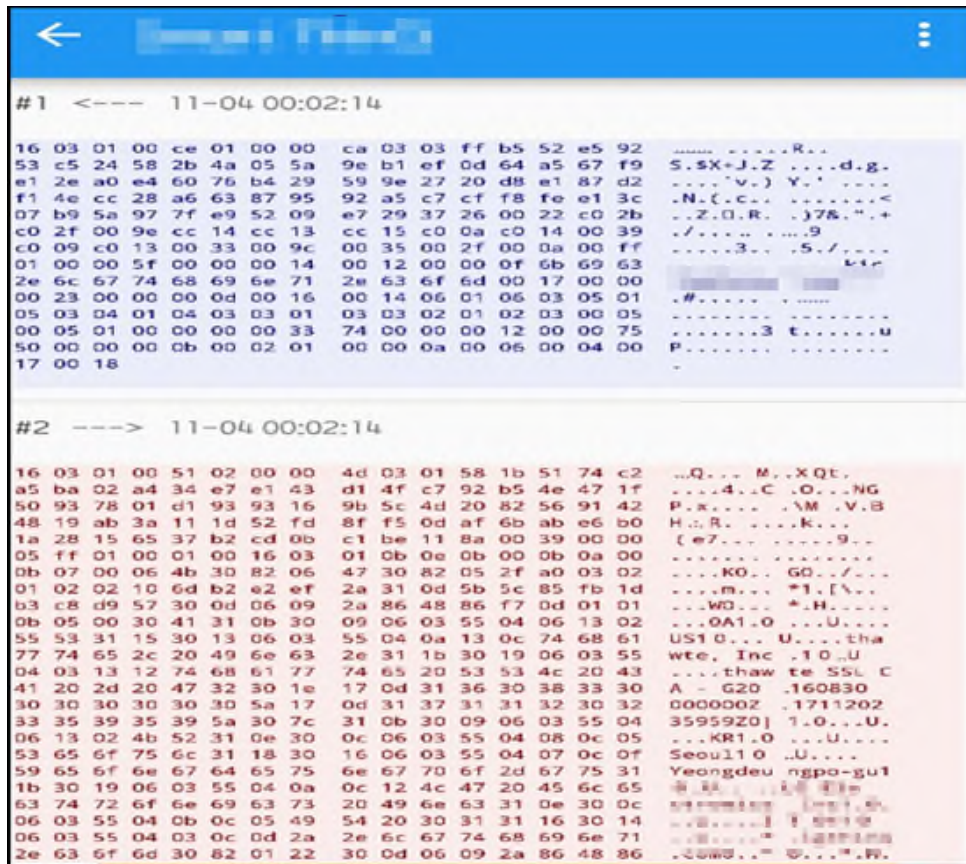 #1 <--- 11-04 00:02:14
16 03 01 00 ce 01 00 00 ca 03 03 ff b5 52 e5 92 ........ .....R..
53 c5 24 58 2b 4a 05 5a 9e b1 ef 0d 64 a5 67 f9 S.$X+J.Z ....d.g.
e1 2e a0 e4 60 76 b4 29 59 9e 27 20 d8 e1 87 d2 ....`v.) Y.' ....
f1 4e cc 28 a6 63 87 95 92 a5 c7 cf f8 fe e1 3c .N.(.c.. .......<
07 b9 5a 97 7f e9 52 09 e7 29 37 26 00 22 c0 2b ..Z.▯.R. .)7&.".+
c0 2f 00 9e cc 14 cc 13 cc 15 c0 0a c0 14 00 39 ./...... .......9
c0 09 c0 13 00 33 00 9c 00 35 00 2f 00 0a 00 ff .....3.. .5./....
01 00 00 5f 00 00 00 14 00 12 00 00 0f 6b 69 63
2e 6c 67 74 68 69 6e 71 2e 63 6f 6d 00 17 00 00
00 23 00 00 00 0d 00 16 00 14 06 01 06 03 05 01 .#...... ........
05 03 04 01 04 03 03 01 03 03 02 01 02 03 00 05 ........ ........
00 05 01 00 00 00 00 33 74 00 00 00 12 00 00 75 .......3 t......u
50 00 00 00 0b 00 02 01 00 00 0a 00 06 00 04 00 P....... ........
17 00 18 .
#2 ---> 11-04 00:02:14
16 03 01 00 51 02 00 00 4d 03 01 58 1b 51 74 c2 ...Q... M..XQt.
a5 ba 02 a4 34 e7 e1 43 d1 4f c7 92 b5 4e 47 1f ....4..C .O...NG
50 93 78 01 d1 93 93 16 9b 5c 4d 20 82 56 91 42 P.x..... .\M .V.B
48 19 ab 3a 11 1d 52 fd 8f f5 0d af 6b ab e6 b0 H.:.R. ....k...
1a 28 15 65 37 b2 cd 0b c1 be 11 8a 00 39 00 00 (e7... .....9..
05 ff 01 00 01 00 16 03 01 0b 0e 0b 00 0b 0a 00 ........ ........
0b 07 00 06 4b 30 82 06 47 30 82 05 2f a0 03 02 ....K0.. G0../...
01 02 02 10 6d b2 e2 ef 2a 31 0d 5b 5c 85 fb 1d ....m... *1.[\..
b3 c8 d9 57 30 0d 06 09 2a 86 48 86 f7 0d 01 01 ...W0... *.H.....
0b 05 00 30 41 31 0b 30 09 06 03 55 04 06 13 02 ...0A1.0 ...U....
55 53 31 15 30 13 06 03 55 04 0a 13 0c 74 68 61 US10... U....tha
77 74 65 2c 20 49 6e 63 2e 31 1b 30 19 06 03 55 wte, Inc .10..U
04 03 13 12 74 68 61 77 74 65 20 53 53 4c 20 43 ....thaw te SSL C
41 20 2d 20 47 32 30 1e 17 0d 31 36 30 38 33 30 A - G20 .160830
30 30 30 30 30 30 5a 17 0d 31 37 31 31 32 30 32 000000Z .1711202
33 35 39 35 39 5a 30 7c 31 0b 30 09 06 03 55 04 35959Z0| 1.0...U.
06 13 02 4b 52 31 0e 30 0c 06 03 55 04 08 0c 05 ...KR1.0 ...U....
53 65 6f 75 6c 31 18 30 16 06 03 55 04 07 0c 0f Seoul10 ..U....
59 65 6f 6e 67 64 65 75 6e 67 70 6f 2d 67 75 31 Yeongdeu ngpo-gu1
1b 30 19 06 03 55 04 0a 0c 12 4c 47 20 45 6c 65
63 74 72 6f 6e 69 63 73 20 49 6e 63 31 0e 30 0c
06 03 55 04 0b 0c 05 49 54 20 30 31 31 16 30 14
06 03 55 04 03 0c 0d 2a 2e 6c 67 74 68 69 6e 71
2e 63 6f 6d 30 82 01 22 30 0d 06 09 2a 86 48 86